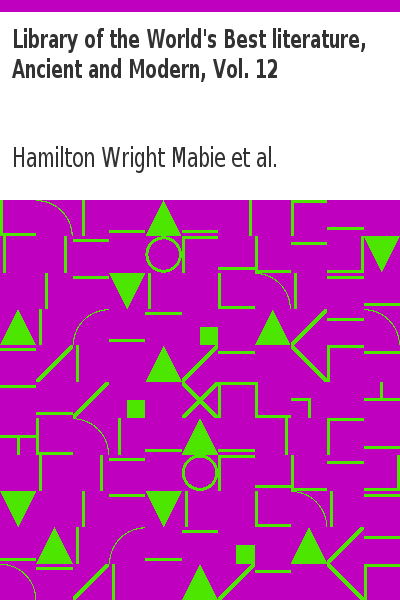 Library of the World's Best literature,
Ancient and Modern, Vol. 12
Hamilton Wright Mabie et al.